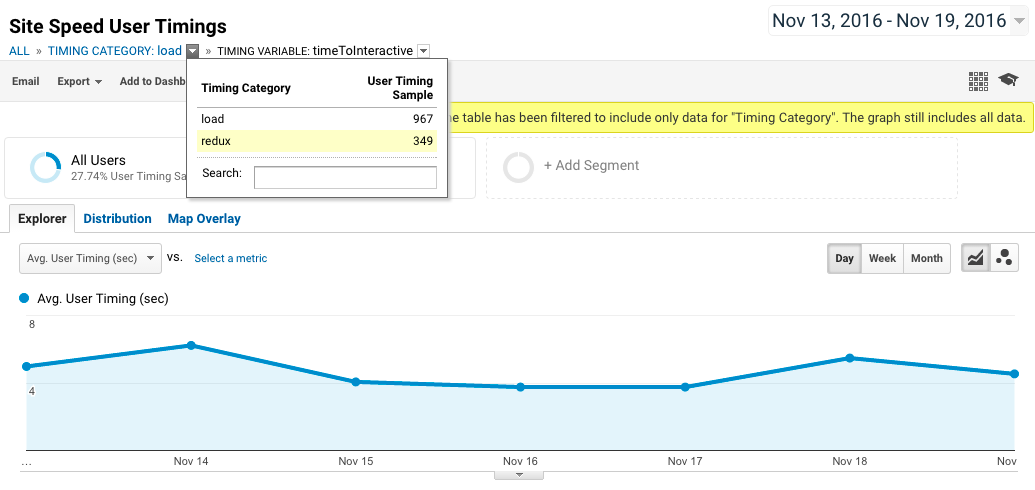 Site Speed User Timings
Nov 13, 2016 - Nov 19, 2016
ALL » TIMING CATEGORY: load » TIMING VARIABLE: timeToInteractive
Email Export Add to Dashb
Timing Category User Timing Sample
load 967
redux 349
Search:
e table has been filtered to include only data for "Timing Category". The graph still includes all data.
All Users
27.74% User Timing Sa
+ Add Segment
Explorer Distribution Map Overlay
Avg. User Timing (sec) VS. Select a metric
Day Week Month
Avg. User Timing (sec)
8
4
... Nov 14 Nov 15 Nov 16 Nov 17 Nov 18 Nov